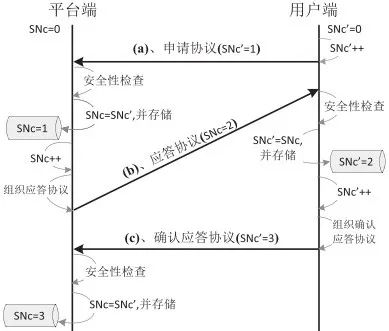 平台端 用户端
SNc=0 SNc'=0
(a)、申请协议(SNc'=1) SNc'++
安全性检查
安全性检查
SNc=SNc',并存储
SNc=1
SNc'=SNc,
并存储
SNc++
(b)、应答协议(SNc=2)
SNc'=2
组织应答协议
SNc'++
组织确认
应答协议
(c)、确认应答协议(SNc'=3)
安全性检查
SNc=SNc',并存储
SNc=3